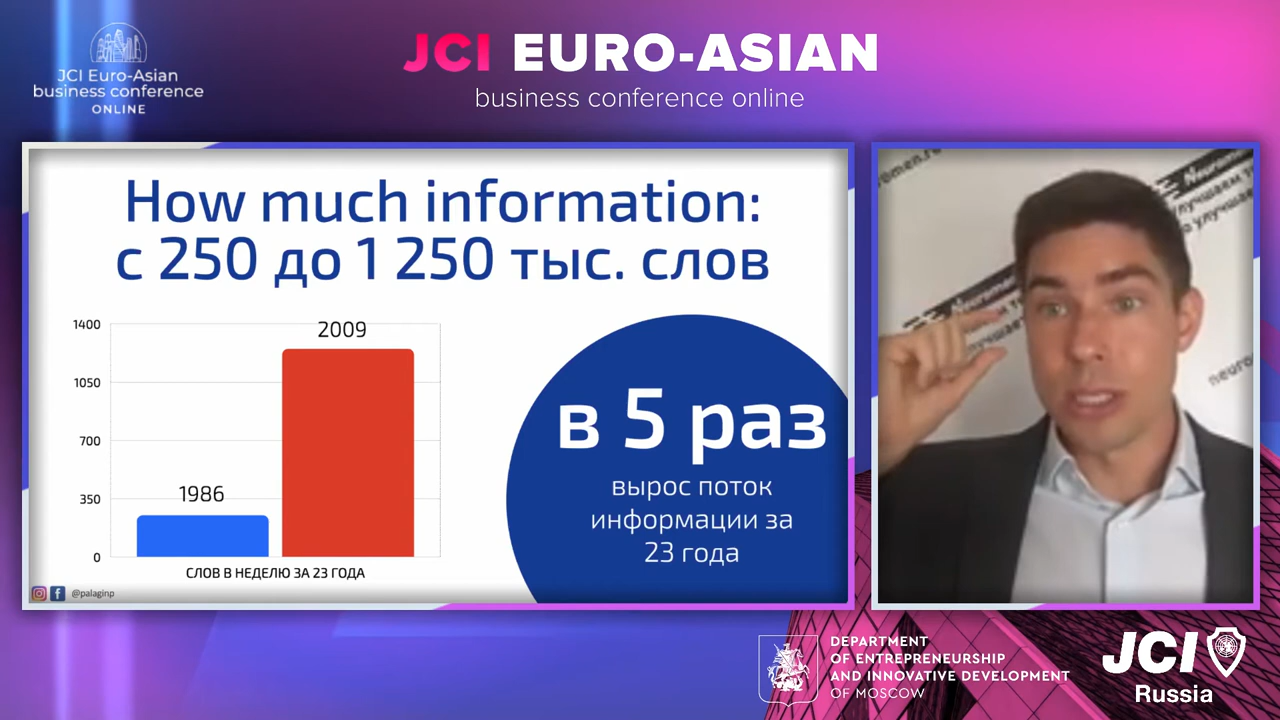 JCI Euro-Asian
business conference
ONLINE
JCI EURO-ASIAN
business conference online
How much information:
с 250 до 1 250 тыс. слов
1400
1050
700
350
0
1986
2009
СЛОВ В НЕДЕЛЮ ЗА 23 ГОДА
в 5 раз
вырос поток
информации за
23 года
@palaginp
DEPARTMENT
OF ENTREPRENEURSHIP
AND INNOVATIVE DEVELOPMENT
OF MOSCOW
JCI
Russia